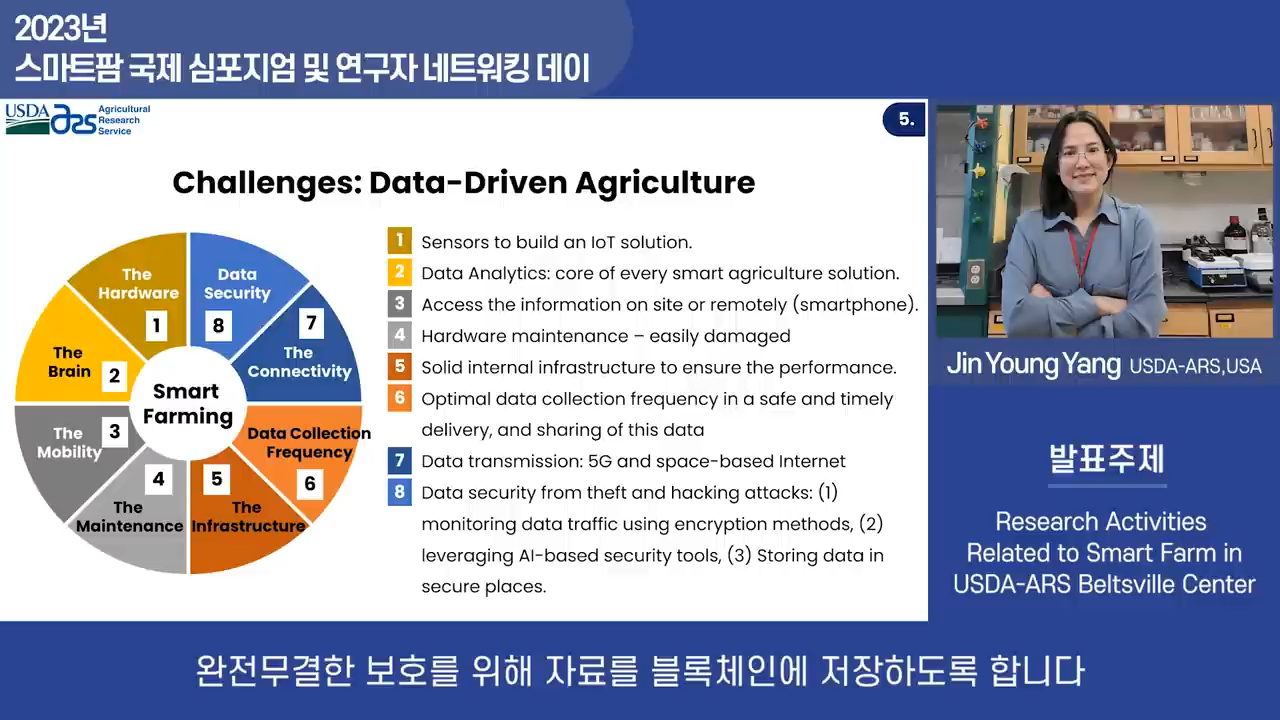 2023년
스마트팜 국제 심포지엄 및 연구자 네트워킹 데이
USDA ars Agricultural
Research
Service
5.
Challenges: Data-Driven Agriculture
The
Hardware
1
Data
Security
8
7
The
Connectivity
The
Brain
2
Smart
Farming
The
Mobility
3
Data Collection
Frequency
6
4
The
Maintenance
5
The
Infrastructure
1 Sensors to build an IoT solution.
2 Data Analytics: core of every smart agriculture solution.
3 Access the information on site or remotely (smartphone).
4 Hardware maintenance – easily damaged
5 Solid internal infrastructure to ensure the performance.
6 Optimal data collection frequency in a safe and timely
delivery, and sharing of this data
7 Data transmission: 5G and space-based Internet
8 Data security from theft and hacking attacks: (1)
monitoring data traffic using encryption methods, (2)
leveraging AI-based security tools, (3) Storing data in
secure places.
Jin Young Yang USDA-ARS,USA
발표주제
Research Activities
Related to Smart Farm in
USDA-ARS Beltsville Center
완전무결한 보호를 위해 자료를 블록체인에 저장하도록 합니다